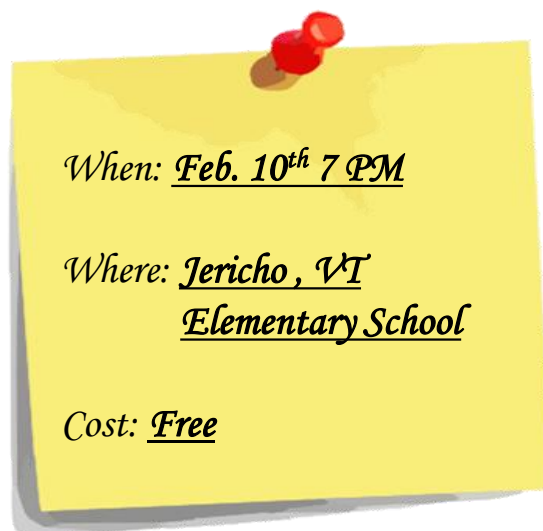 When: Feb. 10th 7 PM
Where: Jericho , VT
Elementary School
Cost: Free